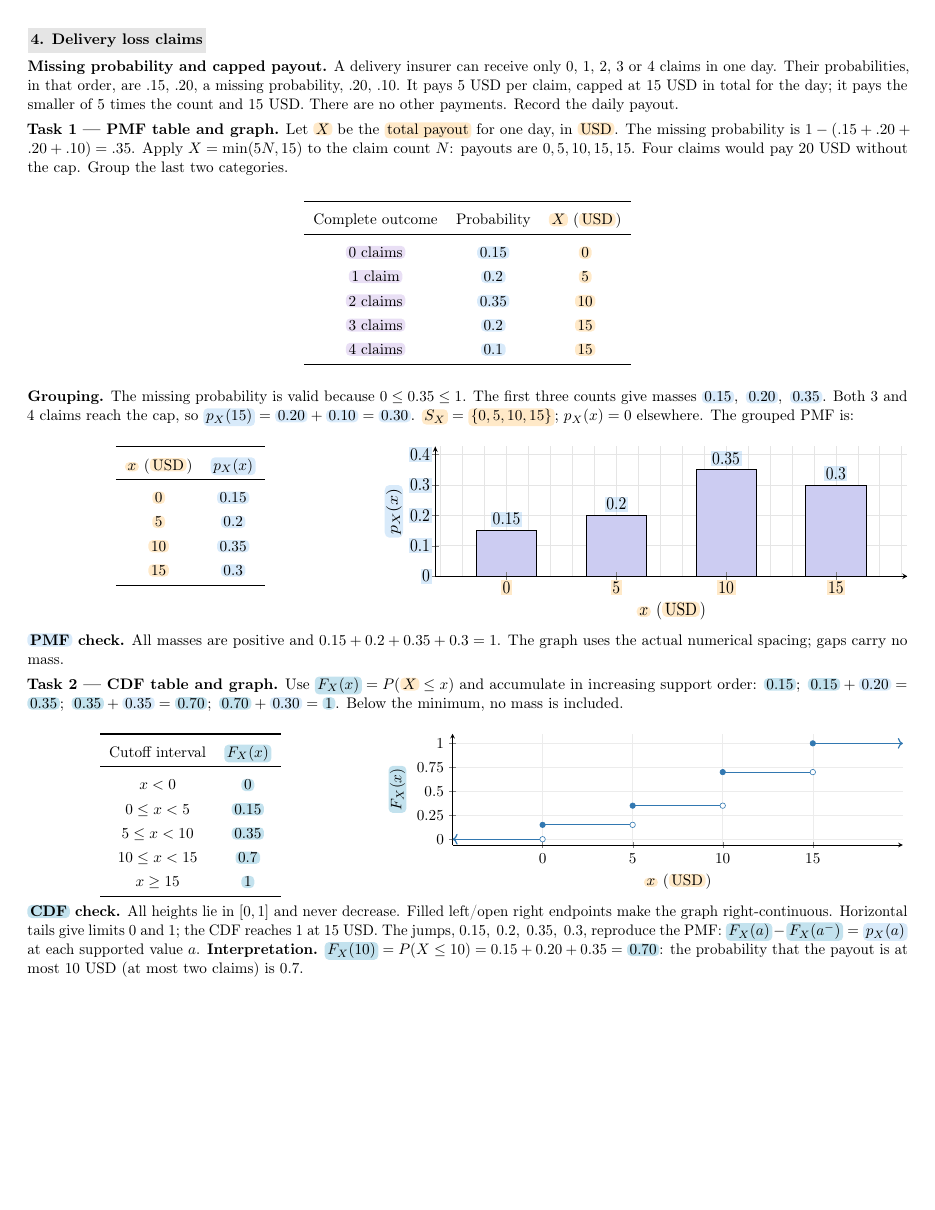 4. Delivery loss claims
Missing probability and capped payout. A delivery insurer can receive only 0, 1, 2, 3 or 4 claims in one day. Their probabilities,
in that order, are .15, .20, a missing probability, .20, .10. It pays 5 USD per claim, capped at 15 USD in total for the day; it pays the
smaller of 5 times the count and 15 USD. There are no other payments. Record the daily payout.
Task 1 — PMF table and graph. Let X be the total payout for one day, in USD. The missing probability is 1 − (.15 + .20 +
.20 + .10) = .35. Apply X = min(5N, 15) to the claim count N: payouts are 0, 5, 10, 15, 15. Four claims would pay 20 USD without
the cap. Group the last two categories.
Complete outcome Probability X (USD)
0 claims 0.15 0
1 claim 0.2 5
2 claims 0.35 10
3 claims 0.2 15
4 claims 0.1 15
Grouping. The missing probability is valid because 0 ≤ 0.35 ≤ 1. The first three counts give masses 0.15, 0.20, 0.35. Both 3 and
4 claims reach the cap, so p_X(15) = 0.20 + 0.10 = 0.30. S_X = {0, 5, 10, 15}; p_X(x) = 0 elsewhere. The grouped PMF is:
x (USD) p_X(x)
0 0.15
5 0.2
10 0.35
15 0.3
p_X(x)
0.4
0.3
0.2
0.1
0
0.15 0.2 0.35 0.3
0 5 10 15
x (USD)
PMF check. All masses are positive and 0.15 + 0.2 + 0.35 + 0.3 = 1. The graph uses the actual numerical spacing; gaps carry no
mass.
Task 2 — CDF table and graph. Use F_X(x) = P(X ≤ x) and accumulate in increasing support order: 0.15; 0.15 + 0.20 =
0.35; 0.35 + 0.35 = 0.70; 0.70 + 0.30 = 1. Below the minimum, no mass is included.
Cutoff interval F_X(x)
x < 0 0
0 ≤ x < 5 0.15
5 ≤ x < 10 0.35
10 ≤ x < 15 0.7
x ≥ 15 1
F_X(x)
1
0.75
0.5
0.25
0
0 5 10 15
x (USD)
CDF check. All heights lie in [0, 1] and never decrease. Filled left/open right endpoints make the graph right-continuous. Horizontal
tails give limits 0 and 1; the CDF reaches 1 at 15 USD. The jumps, 0.15, 0.2, 0.35, 0.3, reproduce the PMF: F_X(a) − F_X(a⁻) = p_X(a)
at each supported value a. Interpretation. F_X(10) = P(X ≤ 10) = 0.15 + 0.20 + 0.35 = 0.70: the probability that the payout is at
most 10 USD (at most two claims) is 0.7.